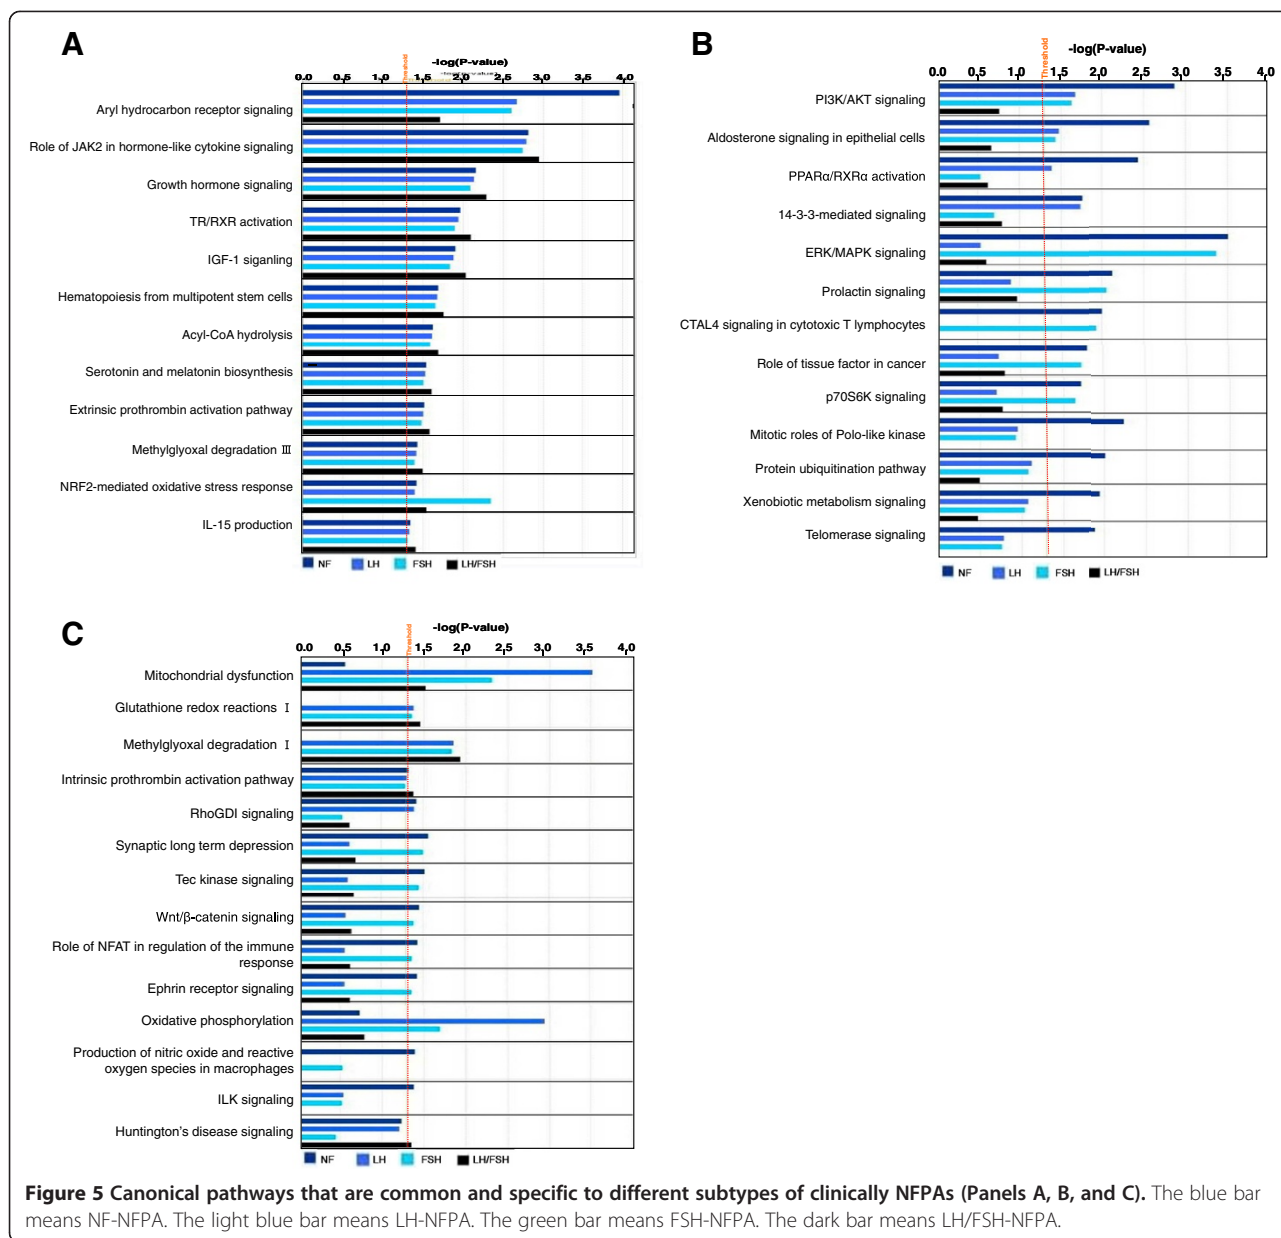 A
-log(P-value)
Threshold
0.0 0.5 1.0 1.5 2.0 2.5 3.0 3.5 4.0
Aryl hydrocarbon receptor signaling
Role of JAK2 in hormone-like cytokine signaling
Growth hormone signaling
TR/RXR activation
IGF-1 siganling
Hematopoiesis from multipotent stem cells
Acyl-CoA hydrolysis
Serotonin and melatonin biosynthesis
Extrinsic prothrombin activation pathway
Methylglyoxal degradation III
NRF2-mediated oxidative stress response
IL-15 production
NF LH FSH LH/FSH
B
-log(P-value)
Threshold
0.0 0,5 1.0 1,5 2.0 2,5 3,0 3,5 4.0
PI3K/AKT signaling
Aldosterone signaling in epithelial cells
PPARα/RXRα activation
14-3-3-mediated signaling
ERK/MAPK signaling
Prolactin signaling
CTAL4 signaling in cytotoxic T lymphocytes
Role of tissue factor in cancer
p70S6K signaling
Mitotic roles of Polo-like kinase
Protein ubiquitination pathway
Xenobiotic metabolism signaling
Telomerase signaling
NF LH FSH LH/FSH
C
-log(P-value)
Threshold
0.0 0,5 1,0 1,5 2,0 2,5 3,0 3,5 4,0
Mitochondrial dysfunction
Glutathione redox reactions I
Methylglyoxal degradation I
Intrinsic prothrombin activation pathway
RhoGDI signaling
Synaptic long term depression
Tec kinase signaling
Wnt/β-catenin signaling
Role of NFAT in regulation of the immune
response
Ephrin receptor signaling
Oxidative phosphorylation
Production of nitric oxide and reactive
oxygen species in macrophages
ILK signaling
Huntington's disease signaling
NF LH FSH LH/FSH
Figure 5 Canonical pathways that are common and specific to different subtypes of clinically NFPAs (Panels A, B, and C). The blue bar
means NF-NFPA. The light blue bar means LH-NFPA. The green bar means FSH-NFPA. The dark bar means LH/FSH-NFPA.